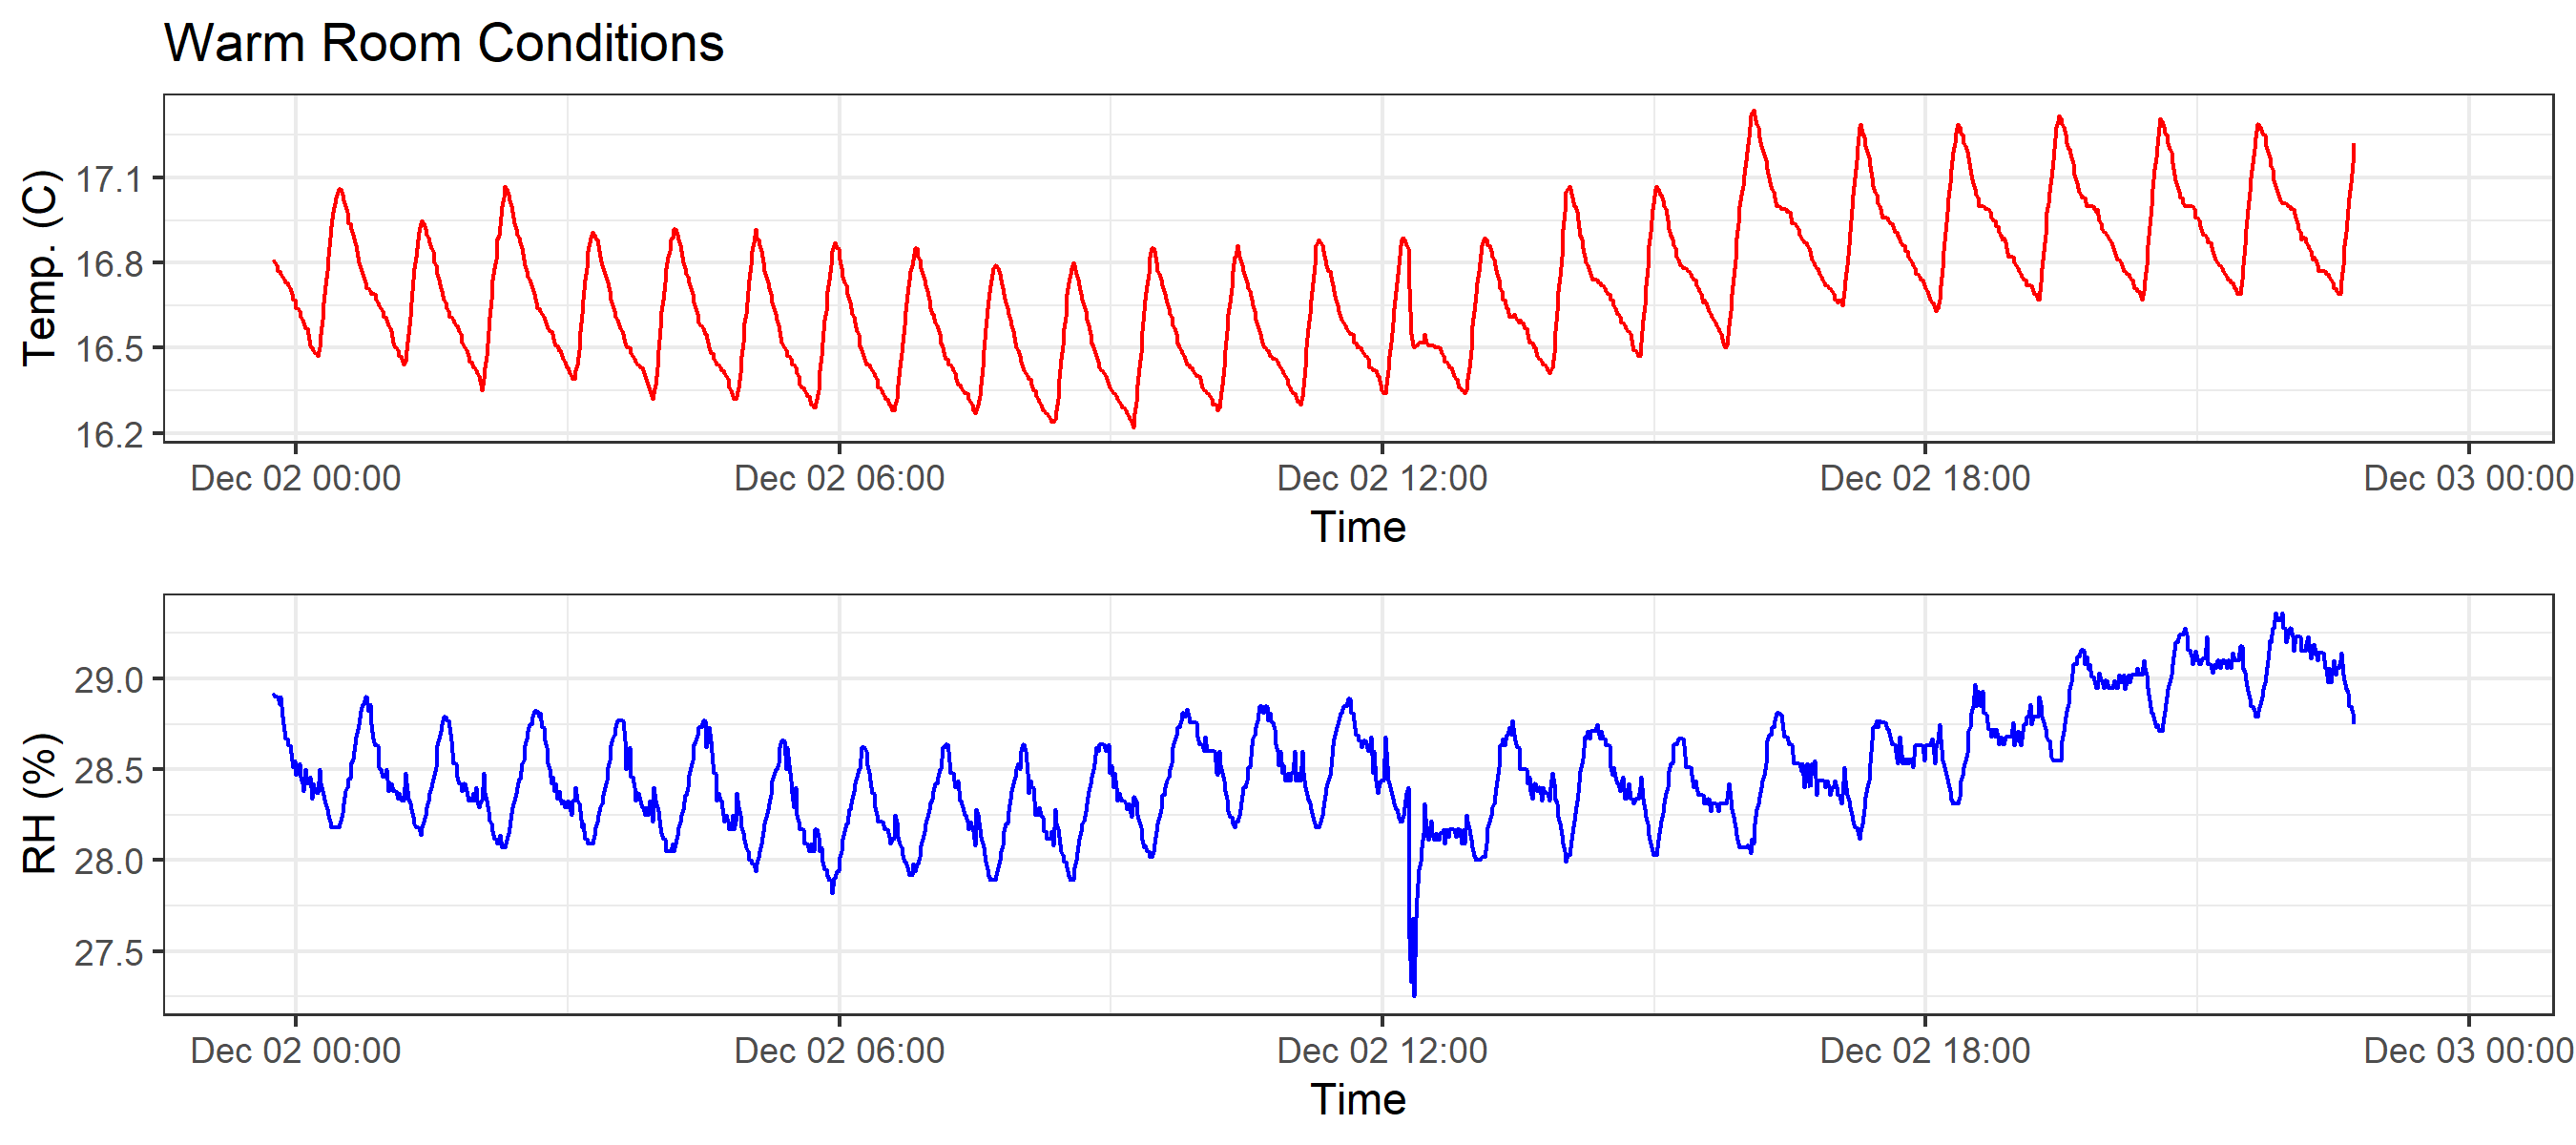 Warm Room Conditions
Temp. (C)
17.1
16.8
16.5
16.2
Dec 02 00:00 Dec 02 06:00 Dec 02 12:00 Dec 02 18:00 Dec 03 00:00
Time
RH (%)
29.0
28.5
28.0
27.5
Dec 02 00:00 Dec 02 06:00 Dec 02 12:00 Dec 02 18:00 Dec 03 00:00
Time